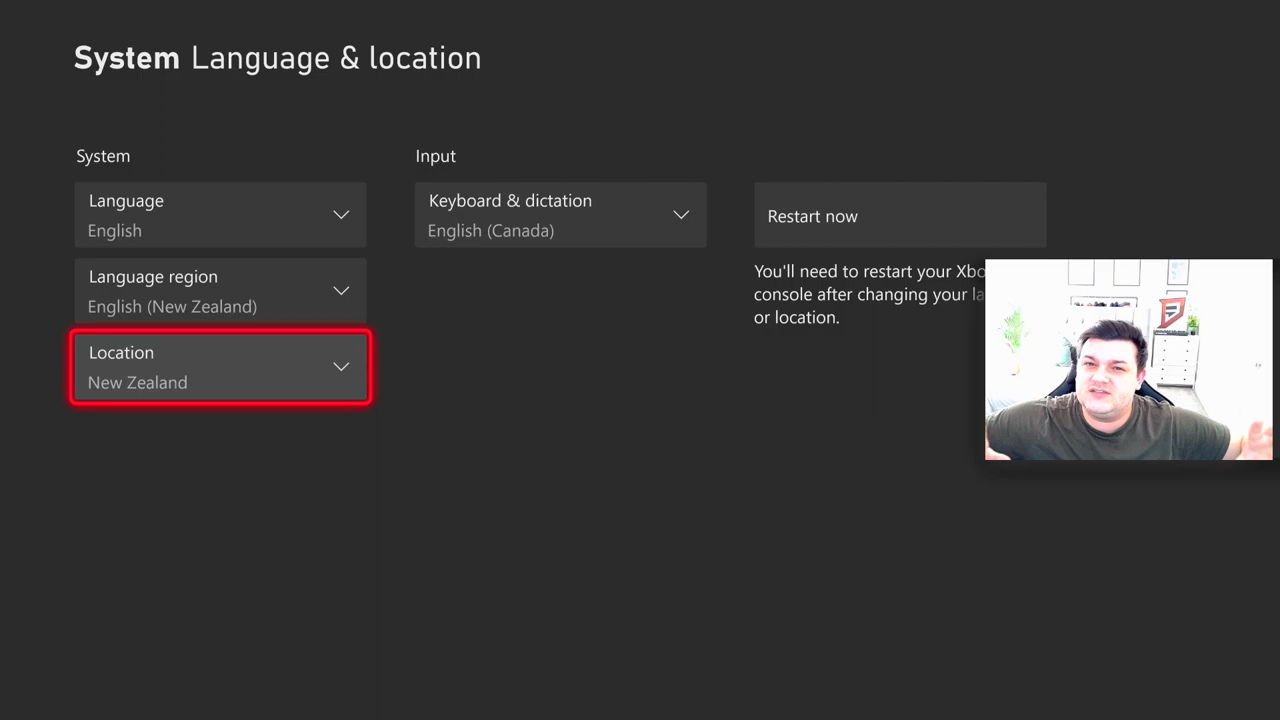 System Language & location
System
Language
English
Language region
English (New Zealand)
Location
New Zealand
Input
Keyboard & dictation
English (Canada)
Restart now
You'll need to restart your
console after changing your
or location.